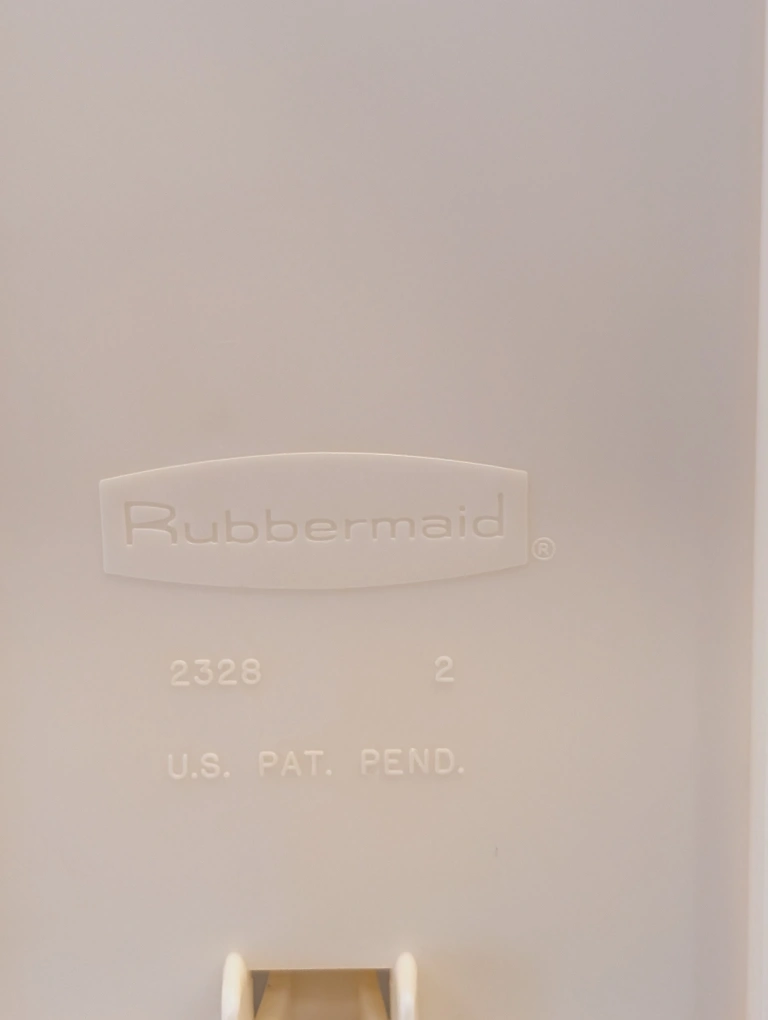 Rubbermaid ®
2328 2
U.S. PAT. PEND.